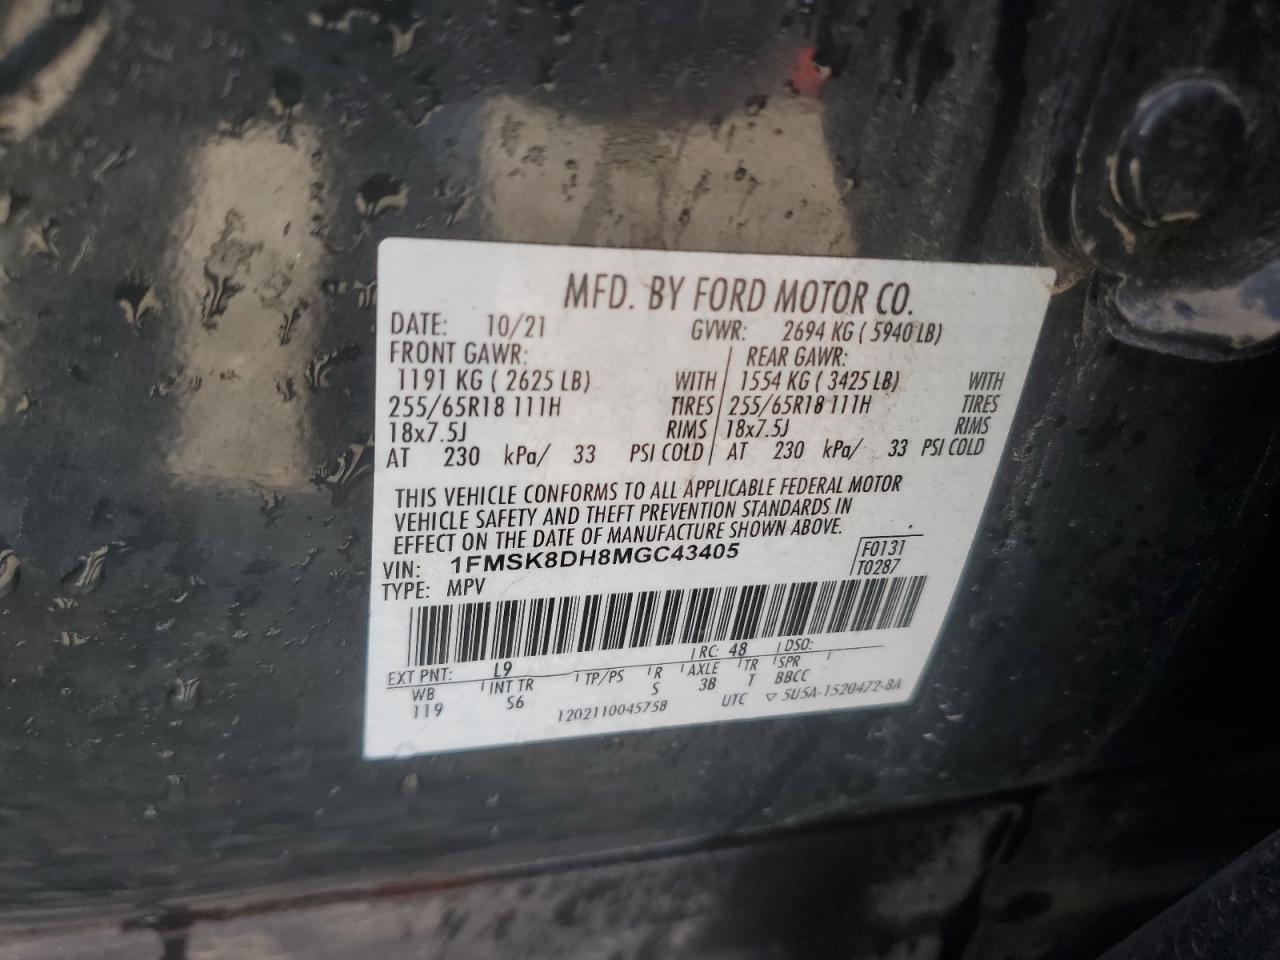 MFD. BY FORD MOTOR CO.
DATE: 10/21 GVWR: 2694 KG ( 5940 LB)
FRONT GAWR: REAR GAWR:
1191 KG ( 2625 LB) WITH 1554 KG ( 3425 LB) WITH
255/65R18 111H TIRES 255/65R18 111H TIRES
18x7.5J RIMS 18x7.5J RIMS
AT 230 kPa/ 33 PSI COLD AT 230 kPa/ 33 PSI COLD
THIS VEHICLE CONFORMS TO ALL APPLICABLE FEDERAL MOTOR
VEHICLE SAFETY AND THEFT PREVENTION STANDARDS IN
EFFECT ON THE DATE OF MANUFACTURE SHOWN ABOVE.
VIN: 1FMSK8DH8MGC43405 F0131
TYPE: MPV T0287
EXT PNT: L9 RC: 48 DSO:
WB INT TR TP/PS R AXLE TR SPR
119 S6 S 3B T BBCC
1202110045758 UTC ▽ 5U5A-1520472-BA